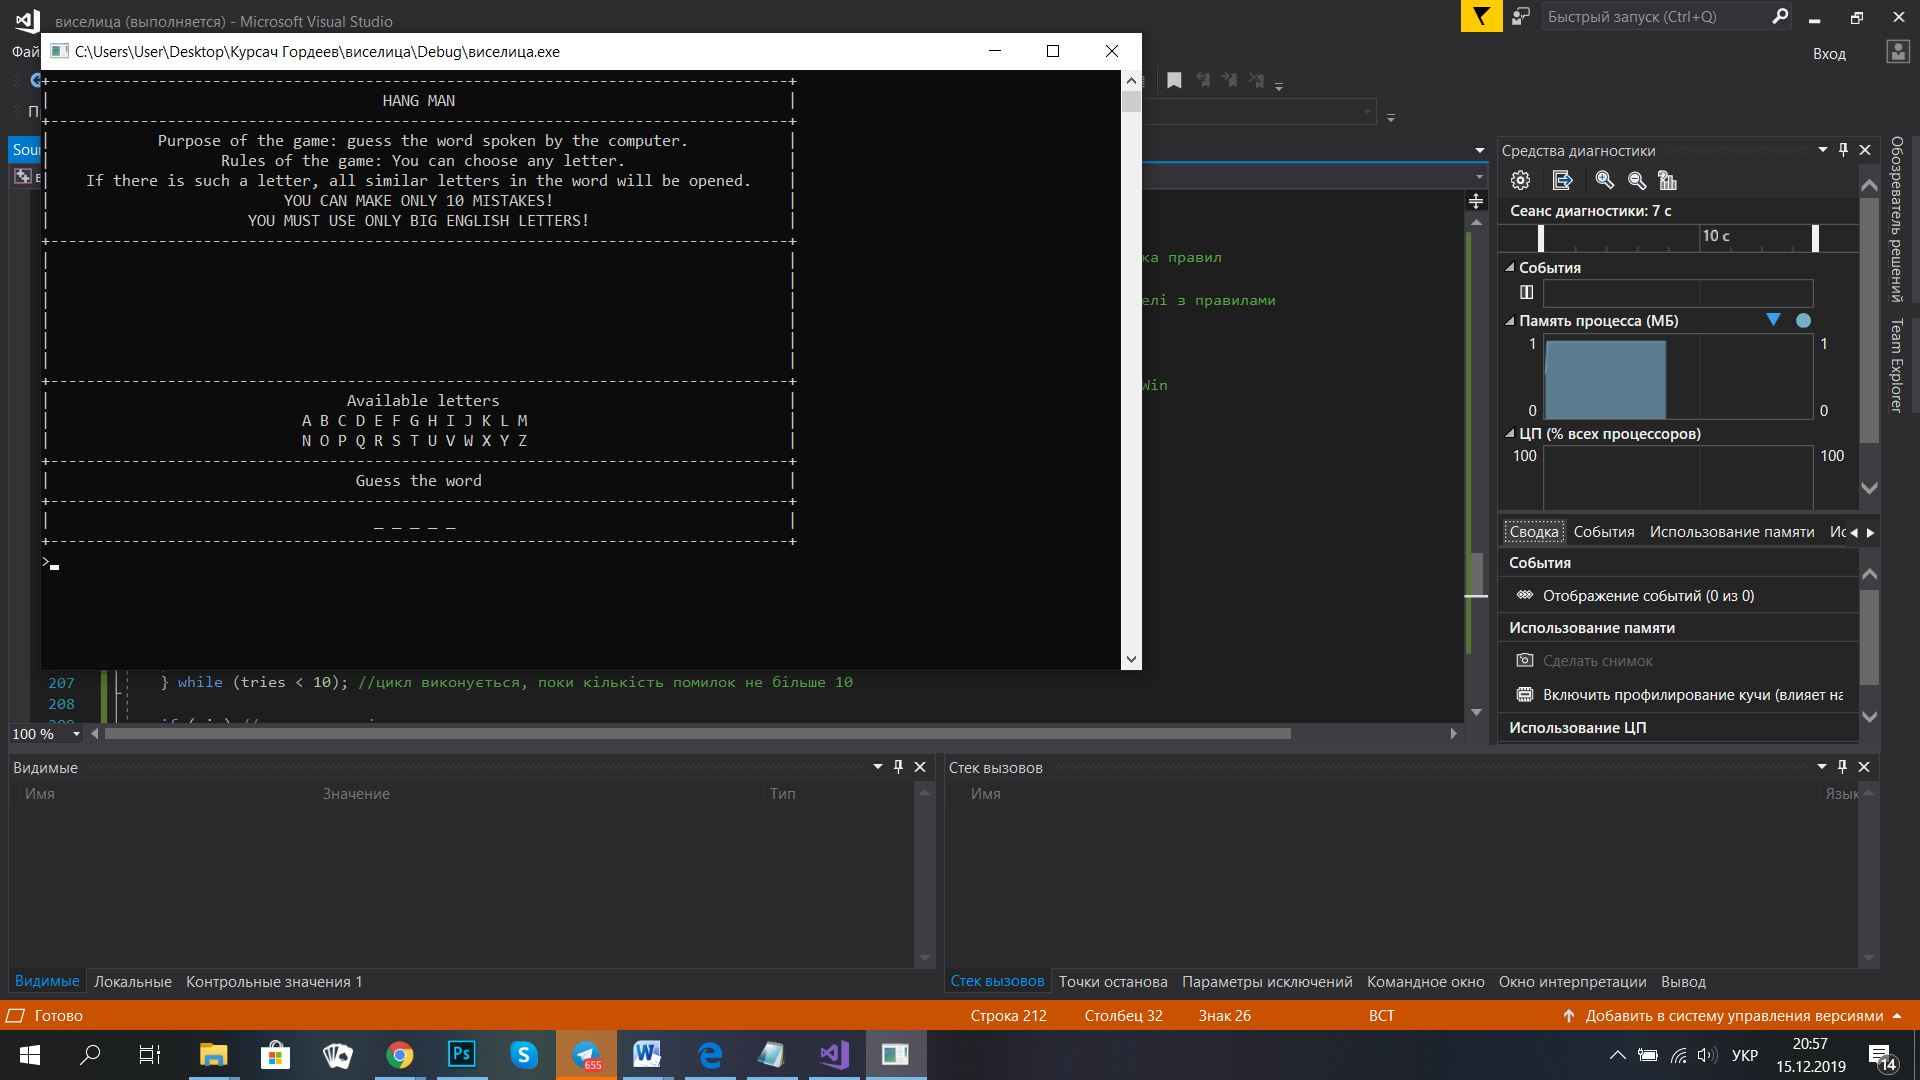 виселица (выполняется) - Microsoft Visual Studio
Быстрый запуск (Ctrl+Q)
Вход
C:\Users\User\Desktop\Курсач Гордеев\виселица\Debug\виселица.exe
HANG MAN
Purpose of the game: guess the word spoken by the computer.
Rules of the game: You can choose any letter.
If there is such a letter, all similar letters in the word will be opened.
YOU CAN MAKE ONLY 10 MISTAKES!
YOU MUST USE ONLY BIG ENGLISH LETTERS!
Available letters
A B C D E F G H I J K L M
N O P Q R S T U V W X Y Z
Guess the word
_ _ _ _ _
>
ка правил
елі з правилами
Win
207 } while (tries < 10); //цикл виконується, поки кількість помилок не більше 10
208
100 %
Средства диагностики
Сеанс диагностики: 7 с
10 с
События
Память процесса (МБ)
1 1
0 0
ЦП (% всех процессоров)
100 100
Сводка События Использование памяти Ис
События
Отображение событий (0 из 0)
Использование памяти
Сделать снимок
Включить профилирование кучи (влияет на
Использование ЦП
Обозреватель решений
Team Explorer
Видимые
Имя Значение Тип
Видимые Локальные Контрольные значения 1
Стек вызовов
Имя Язык
Стек вызовов Точки останова Параметры исключений Командное окно Окно интерпретации Вывод
Готово Строка 212 Столбец 32 Знак 26 ВСТ Добавить в систему управления версиями
Ps
655
УКР
20:57
15.12.2019
14